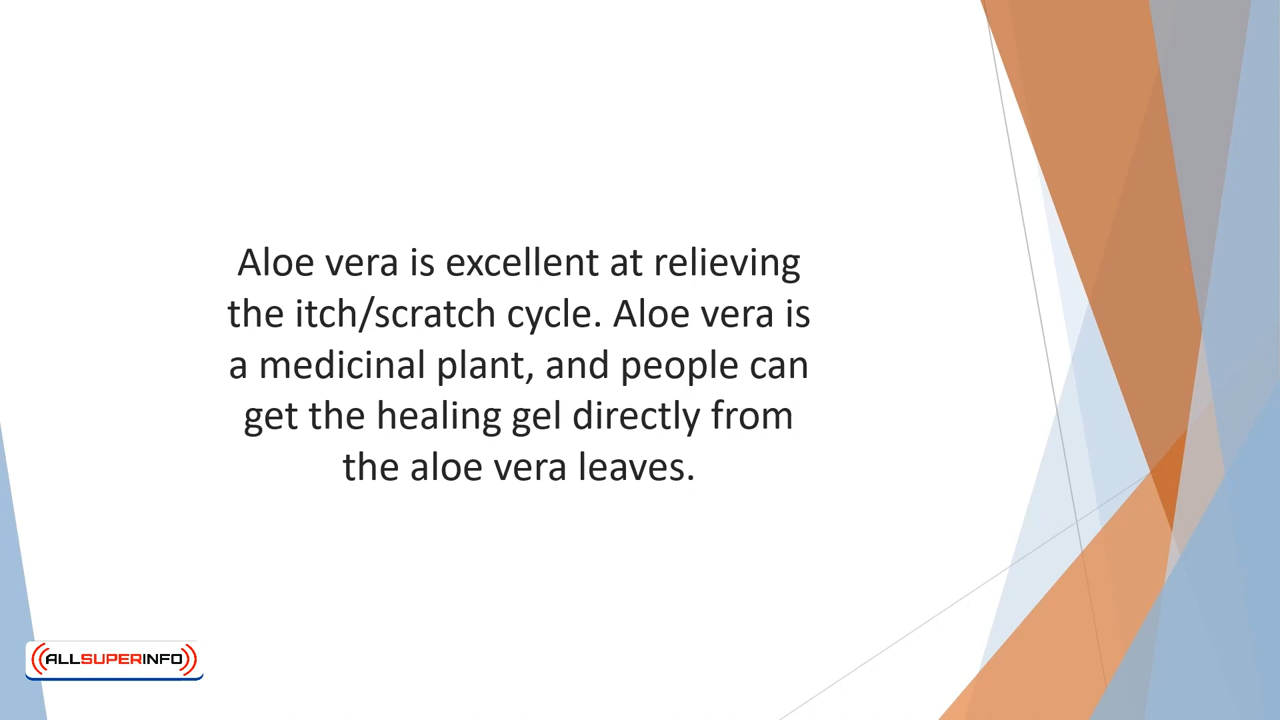 Aloe vera is excellent at relieving
the itch/scratch cycle. Aloe vera is
a medicinal plant, and people can
get the healing gel directly from
the aloe vera leaves.
ALLSUPERINFO